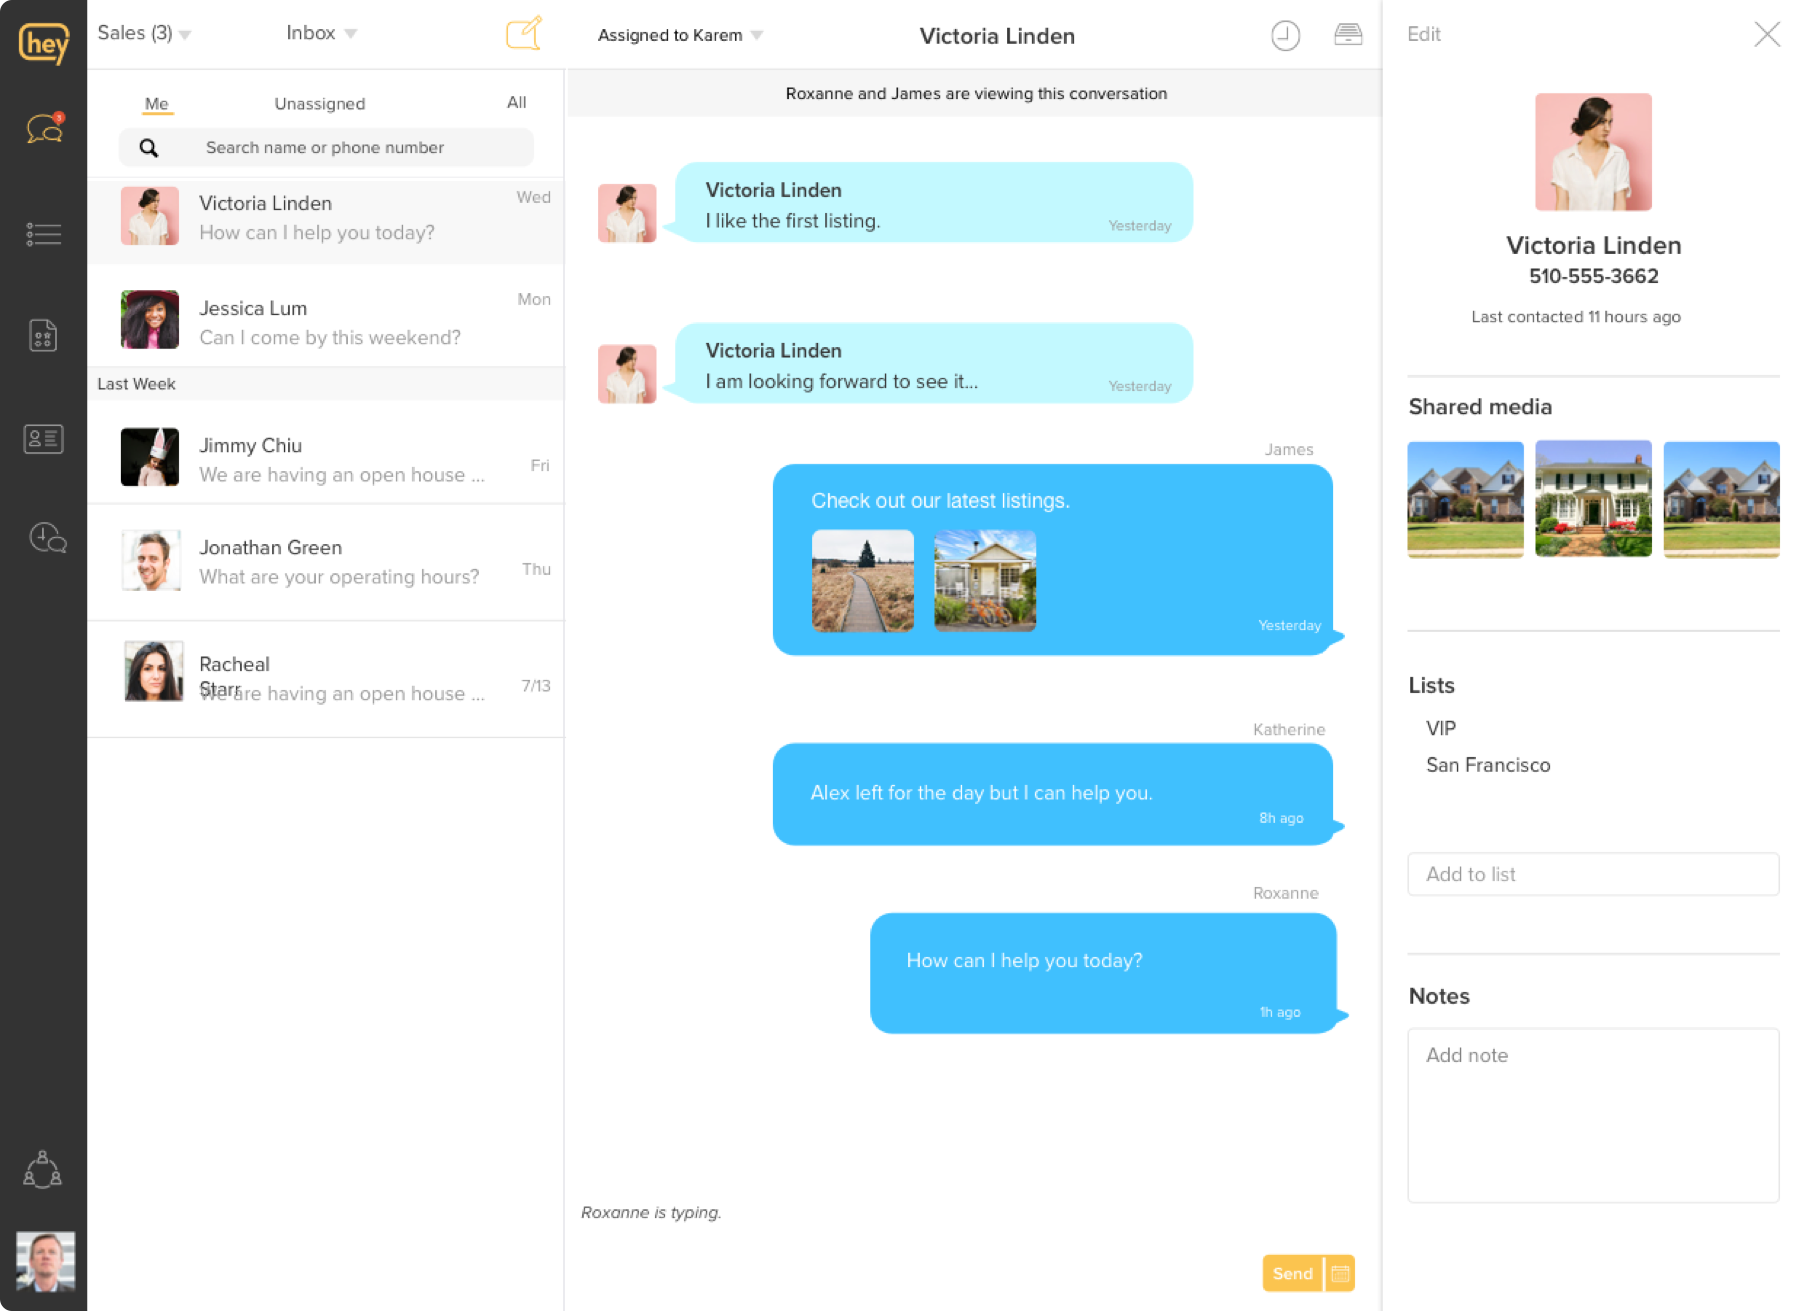 hey
3
Sales (3)
Inbox
Me
Unassigned
All
Search name or phone number
Victoria Linden
Wed
How can I help you today?
Jessica Lum
Mon
Can I come by this weekend?
Last Week
Jimmy Chiu
We are having an open house ...
Fri
Jonathan Green
What are your operating hours?
Thu
Racheal
Starr
We are having an open house ...
7/13
Assigned to Karem
Victoria Linden
Roxanne and James are viewing this conversation
Victoria Linden
I like the first listing.
Yesterday
Victoria Linden
I am looking forward to see it...
Yesterday
James
Check out our latest listings.
Yesterday
Katherine
Alex left for the day but I can help you.
8h ago
Roxanne
How can I help you today?
1h ago
Roxanne is typing.
Send
Edit
Victoria Linden
510-555-3662
Last contacted 11 hours ago
Shared media
Lists
VIP
San Francisco
Add to list
Notes
Add note